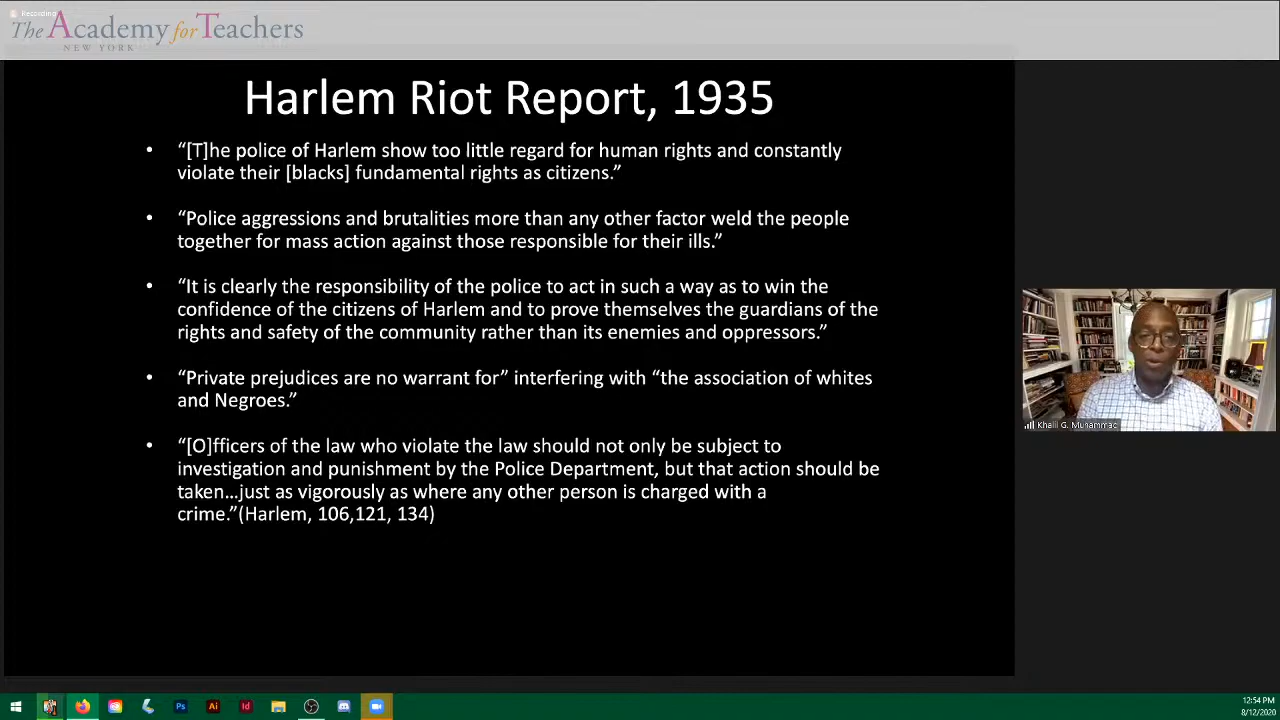 Recording
The Academy for Teachers
NEW YORK
Harlem Riot Report, 1935
• “[T]he police of Harlem show too little regard for human rights and constantly
violate their [blacks] fundamental rights as citizens.”
• “Police aggressions and brutalities more than any other factor weld the people
together for mass action against those responsible for their ills.”
• “It is clearly the responsibility of the police to act in such a way as to win the
confidence of the citizens of Harlem and to prove themselves the guardians of the
rights and safety of the community rather than its enemies and oppressors.”
• “Private prejudices are no warrant for” interfering with “the association of whites
and Negroes.”
• “[O]fficers of the law who violate the law should not only be subject to
investigation and punishment by the Police Department, but that action should be
taken…just as vigorously as where any other person is charged with a
crime.”(Harlem, 106,121, 134)
Khalil G. Muhammad
Ps
Ai
Id
12:54 PM
8/12/2020